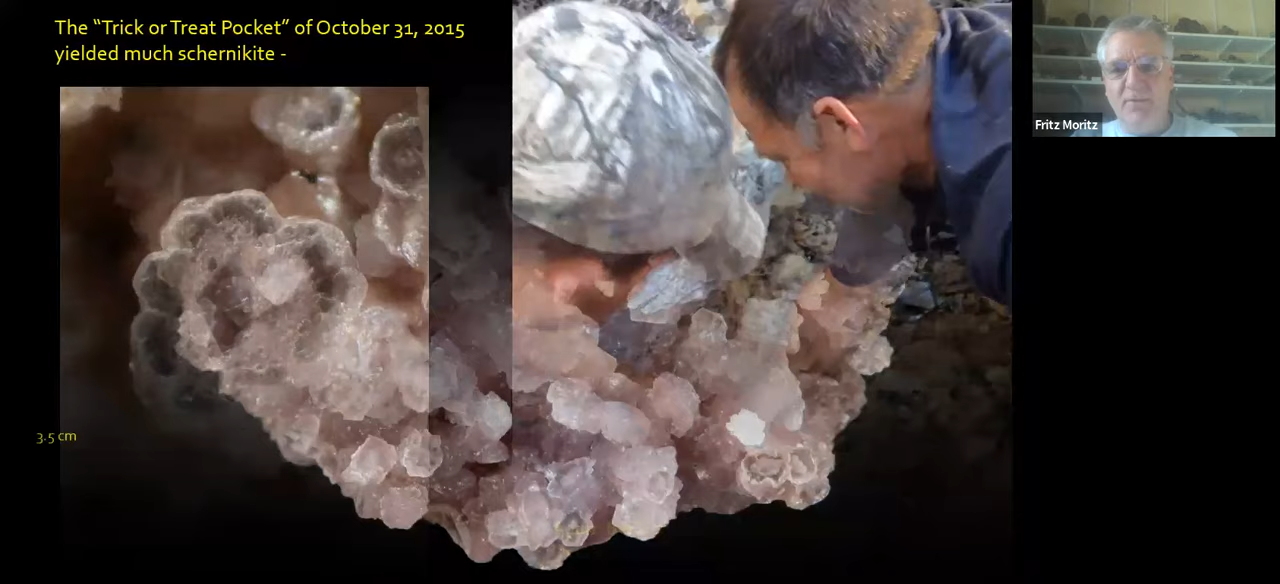 The “Trick or Treat Pocket” of October 31, 2015
yielded much schernikite -
Fritz Moritz
3.5 cm